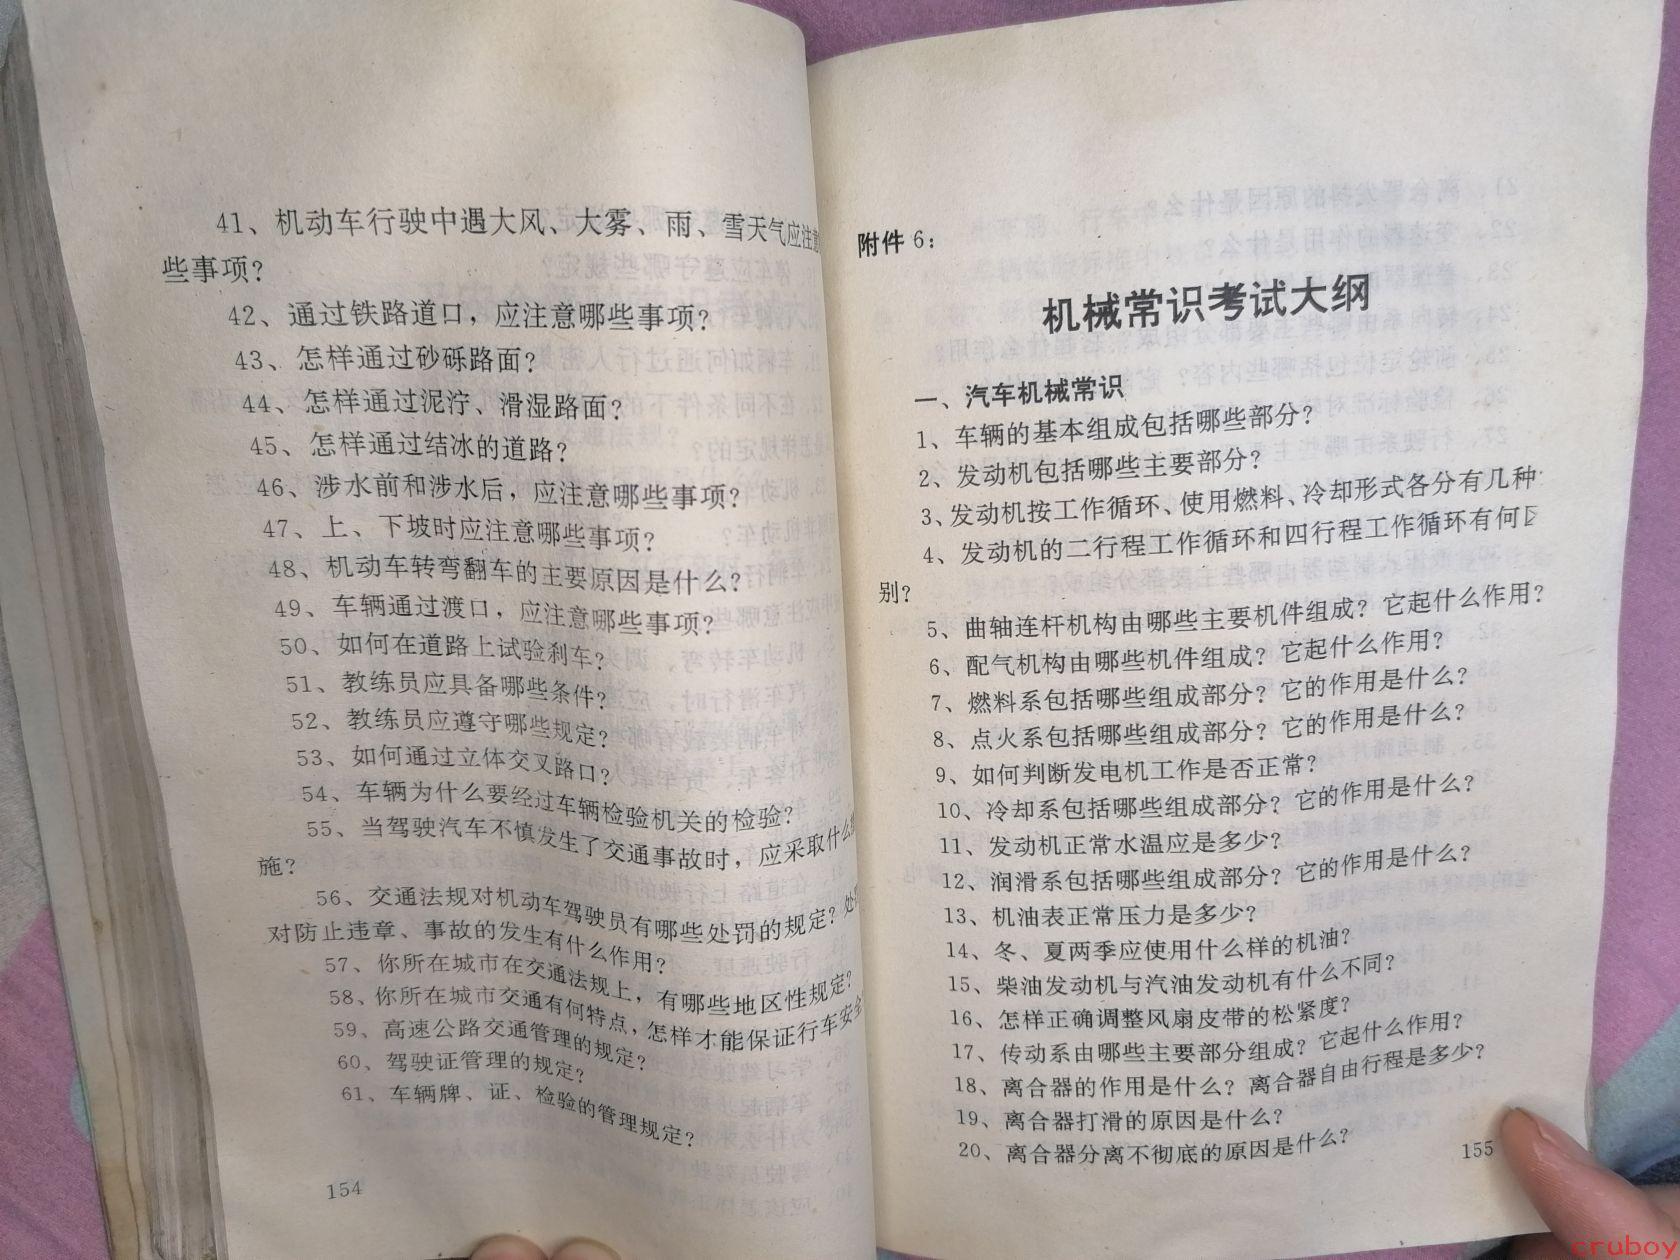 41、机动车行驶中遇大风、大雾、雨、雪天气应注意
些事项？
42、通过铁路道口，应注意哪些事项？
43、怎样通过砂砾路面？
44、怎样通过泥泞、滑湿路面？
45、怎样通过结冰的道路？
46、涉水前和涉水后，应注意哪些事项？
47、上、下坡时应注意哪些事项？
48、机动车转弯翻车的主要原因是什么？
49、车辆通过渡口，应注意哪些事项？
50、如何在道路上试验刹车？
51、教练员应具备哪些条件？
52、教练员应遵守哪些规定？
53、如何通过立体交叉路口？
54、车辆为什么要经过车辆检验机关的检验？
55、当驾驶汽车不慎发生了交通事故时，应采取什么
施？
56、交通法规对机动车驾驶员有哪些处罚的规定？处
对防止违章、事故的发生有什么作用？
57、你所在城市在交通法规上，有哪些地区性规定？
58、你所在城市交通有何特点，怎样才能保证行车安全
59、高速公路交通管理的规定？
60、驾驶证管理的规定？
61、车辆牌、证、检验的管理规定？
154
附件 6：
机械常识考试大纲
一、汽车机械常识
1、车辆的基本组成包括哪些部分？
2、发动机包括哪些主要部分？
3、发动机按工作循环、使用燃料、冷却形式各分有几种
4、发动机的二行程工作循环和四行程工作循环有何区
别？
5、曲轴连杆机构由哪些主要机件组成？它起什么作用？
6、配气机构由哪些机件组成？它起什么作用？
7、燃料系包括哪些组成部分？它的作用是什么？
8、点火系包括哪些组成部分？它的作用是什么？
9、如何判断发电机工作是否正常？
10、冷却系包括哪些组成部分？它的作用是什么？
11、发动机正常水温应是多少？
12、润滑系包括哪些组成部分？它的作用是什么？
13、机油表正常压力是多少？
14、冬、夏两季应使用什么样的机油？
15、柴油发动机与汽油发动机有什么不同？
16、怎样正确调整风扇皮带的松紧度？
17、传动系由哪些主要部分组成？它起什么作用？
18、离合器的作用是什么？离合器自由行程是多少？
19、离合器打滑的原因是什么？
20、离合器分离不彻底的原因是什么？
155
cruboy